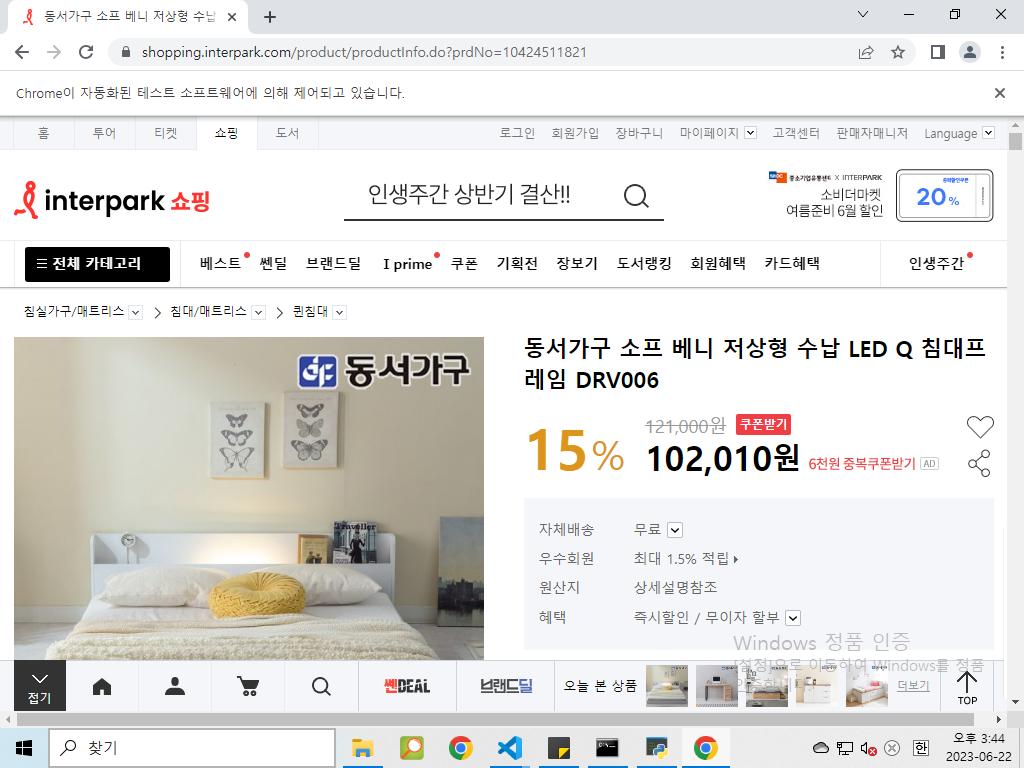 동서가구 소프 베니 저상형 수납
shopping.interpark.com/product/productInfo.do?prdNo=10424511821
Chrome이 자동화된 테스트 소프트웨어에 의해 제어되고 있습니다.
홈 투어 티켓 쇼핑 도서 로그인 회원가입 장바구니 마이페이지 고객센터 판매자매니저 Language
interpark 쇼핑 인생주간 상반기 결산!!
중소기업유통센터 X INTERPARK
소비더마켓
여름준비 6월 할인
20%
전체 카테고리 베스트 쎈딜 브랜드딜 I prime 쿠폰 기획전 장보기 도서랭킹 회원혜택 카드혜택 인생주간
침실가구/매트리스 침대/매트리스 퀸침대
동서가구
Traveller
동서가구 소프 베니 저상형 수납 LED Q 침대프
레임 DRV006
15% 121,000원 쿠폰받기
102,010원 6천원 중복쿠폰받기 AD
자체배송 무료
우수회원 최대 1.5% 적립
원산지 상세설명참조
혜택 즉시할인 / 무이자 할부
Windows 정품 인증
[설정]으로 이동하여 Windows를 정품
접기 쎈DEAL 브랜드딜 오늘 본 상품 더보기 TOP
찾기 한 오후 3:44
2023-06-22